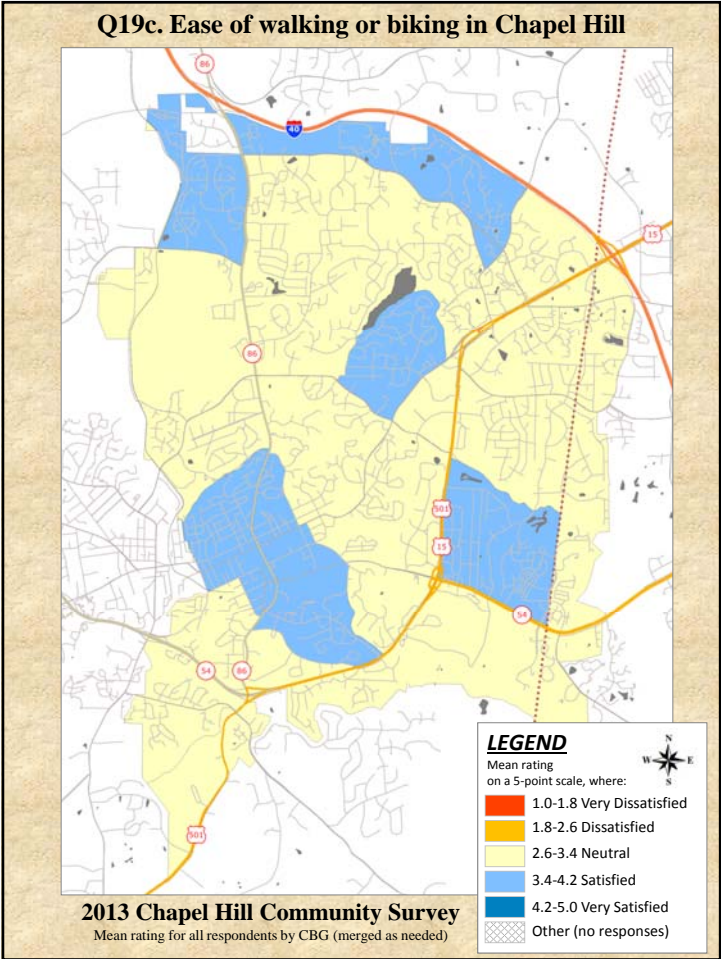 Q19c. Ease of walking or biking in Chapel Hill
86
40
15
86
501
15
54
54
86
501
LEGEND
N
W E
S
Mean rating
on a 5-point scale, where:
1.0-1.8 Very Dissatisfied
1.8-2.6 Dissatisfied
2.6-3.4 Neutral
3.4-4.2 Satisfied
4.2-5.0 Very Satisfied
Other (no responses)
2013 Chapel Hill Community Survey
Mean rating for all respondents by CBG (merged as needed)